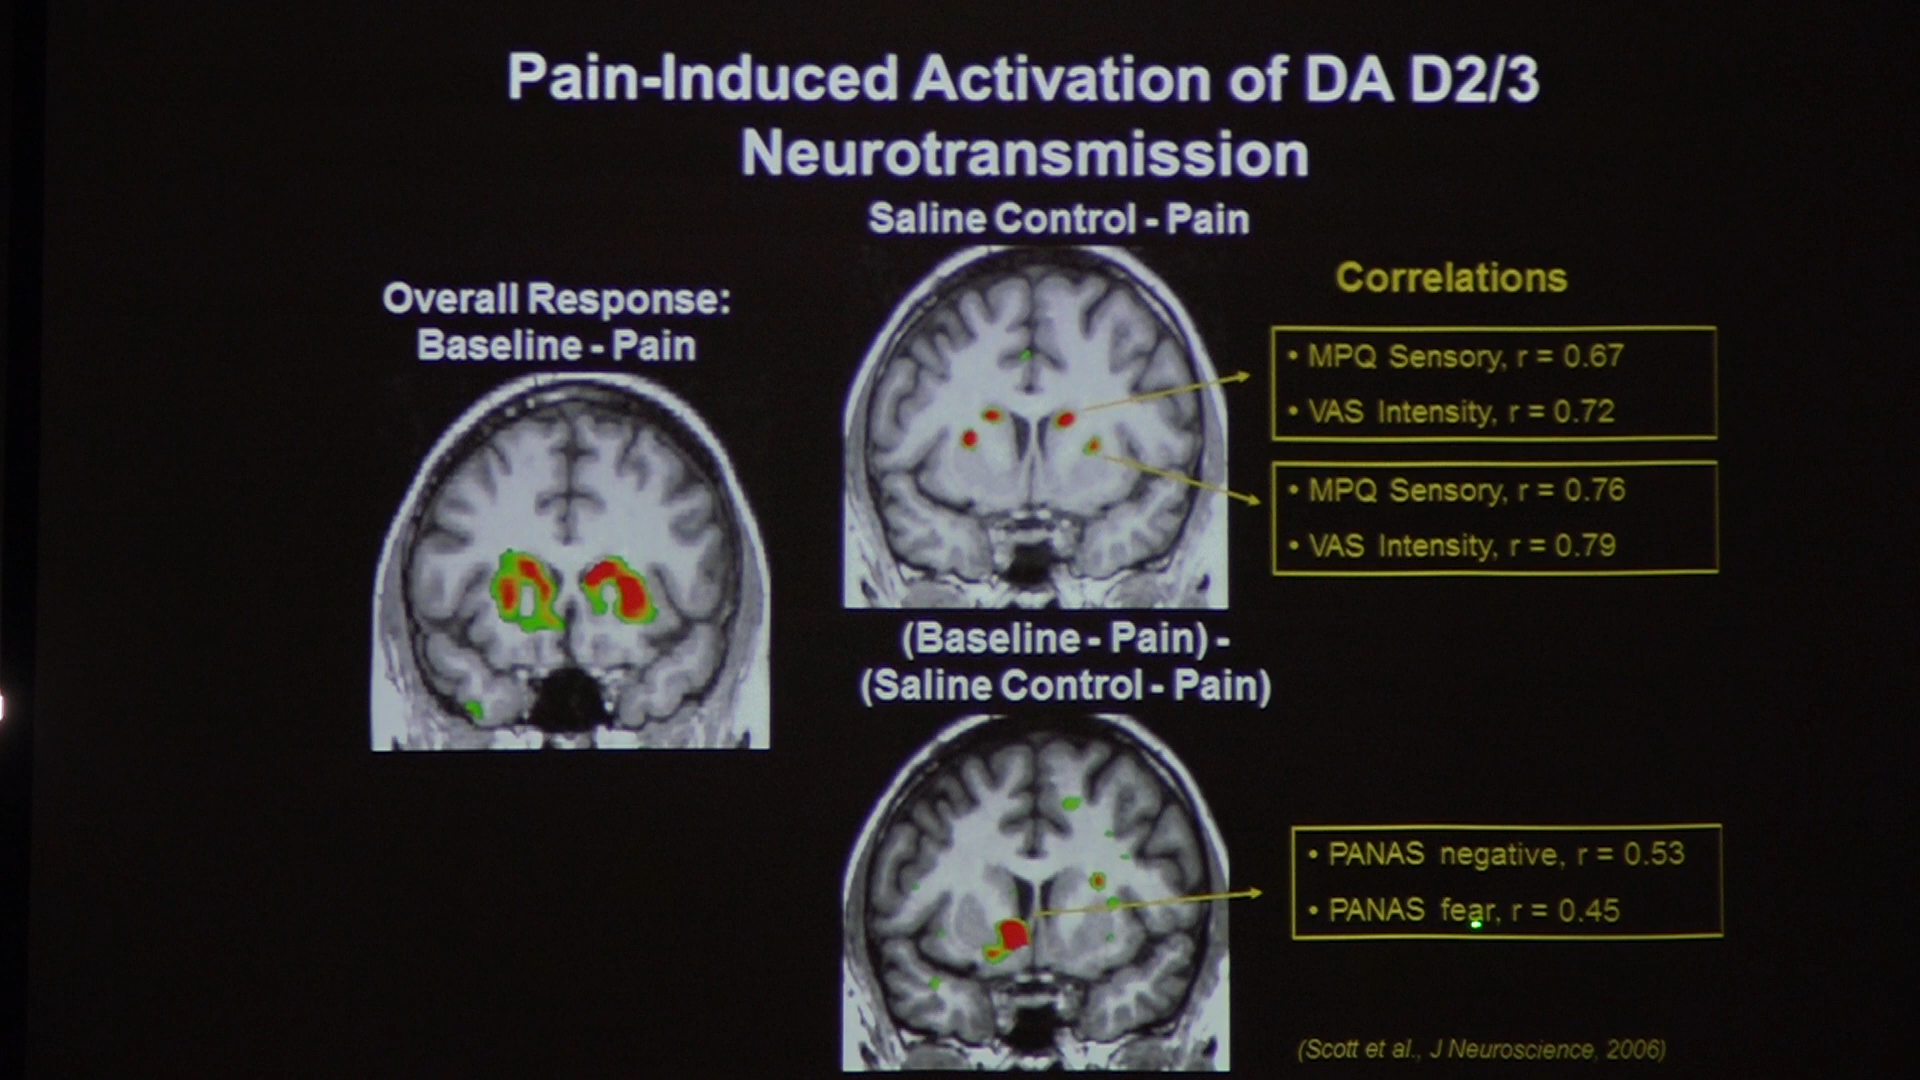 Pain-Induced Activation of DA D2/3
Neurotransmission
Saline Control - Pain
Overall Response:
Baseline - Pain
Correlations
• MPQ Sensory, r = 0.67
• VAS Intensity, r = 0.72
• MPQ Sensory, r = 0.76
• VAS Intensity, r = 0.79
(Baseline - Pain) -
(Saline Control - Pain)
• PANAS negative, r = 0.53
• PANAS fear, r = 0.45
(Scott et al., J Neuroscience, 2006)